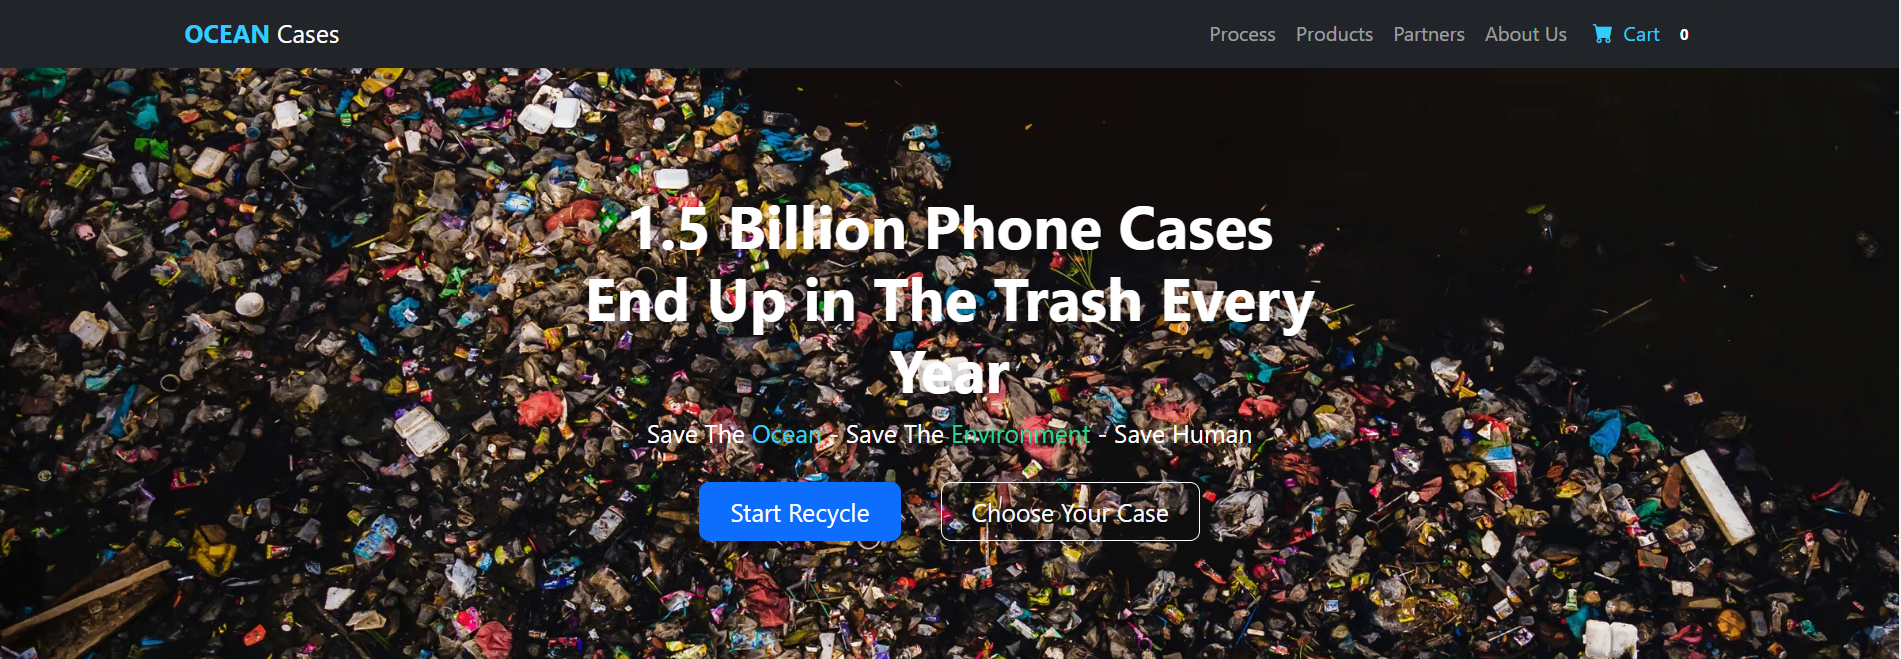 OCEAN Cases
Process Products Partners About Us Cart 0
1.5 Billion Phone Cases
End Up in The Trash Every
Year
Save The Ocean - Save The Environment - Save Human
Start Recycle
Choose Your Case